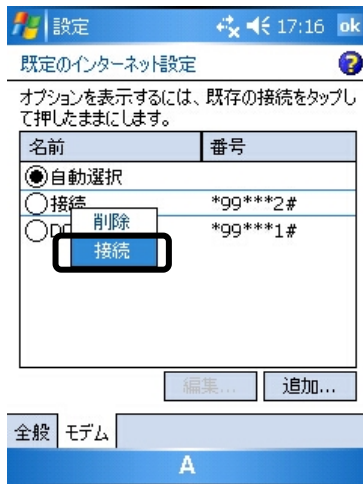 設定 17:16 ok
既定のインターネット設定
オプションを表示するには、既存の接続をタップし
て押したままにします。
名前 番号
自動選択
接続 *99***2#
*99***1#
削除
接続
編集... 追加...
全般 モデム
A